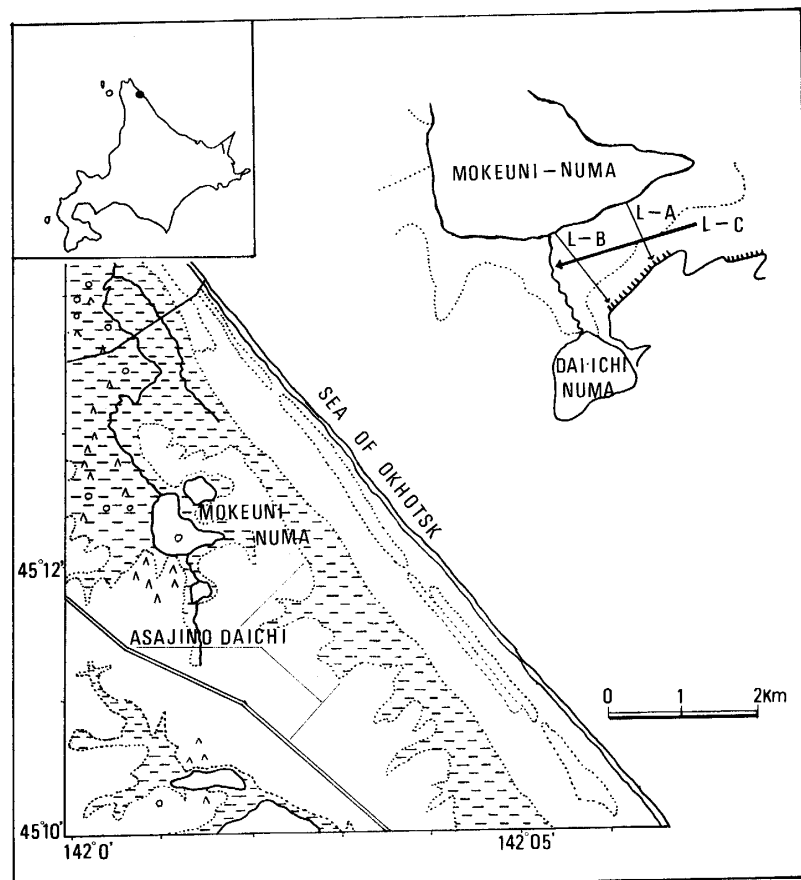 MOKEUNI-NUMA
L-A
L-B
L-C
DAI·ICHI
NUMA
SEA OF OKHOTSK
MOKEUNI
NUMA
45°12'
ASAJINO DAICHI
0 1 2Km
45°10'
142°0'
142°05'